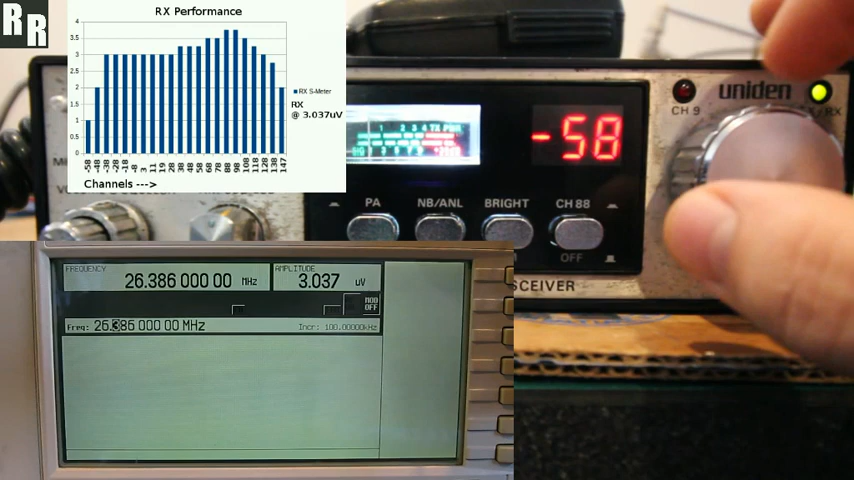 RR
RX Performance
4
3.5
3
2.5
2
1.5
1
0.5
0
-58 -48 -38 -28 -18 -8 3 11 19 28 38 48 58 68 78 88 98 108 118 128 138 147
RX S-Meter
RX
@ 3.037uV
Channels --->
-58
CH 9
uniden
/RX
PA
NB/ANL
BRIGHT
CH 88
OFF
SCEIVER
FREQUENCY
26.386 000 00 MHz
AMPLITUDE
3.037 uV
MOD
OFF
Freq: 26.386 000 00 MHz
Incr: 100.00000kHz